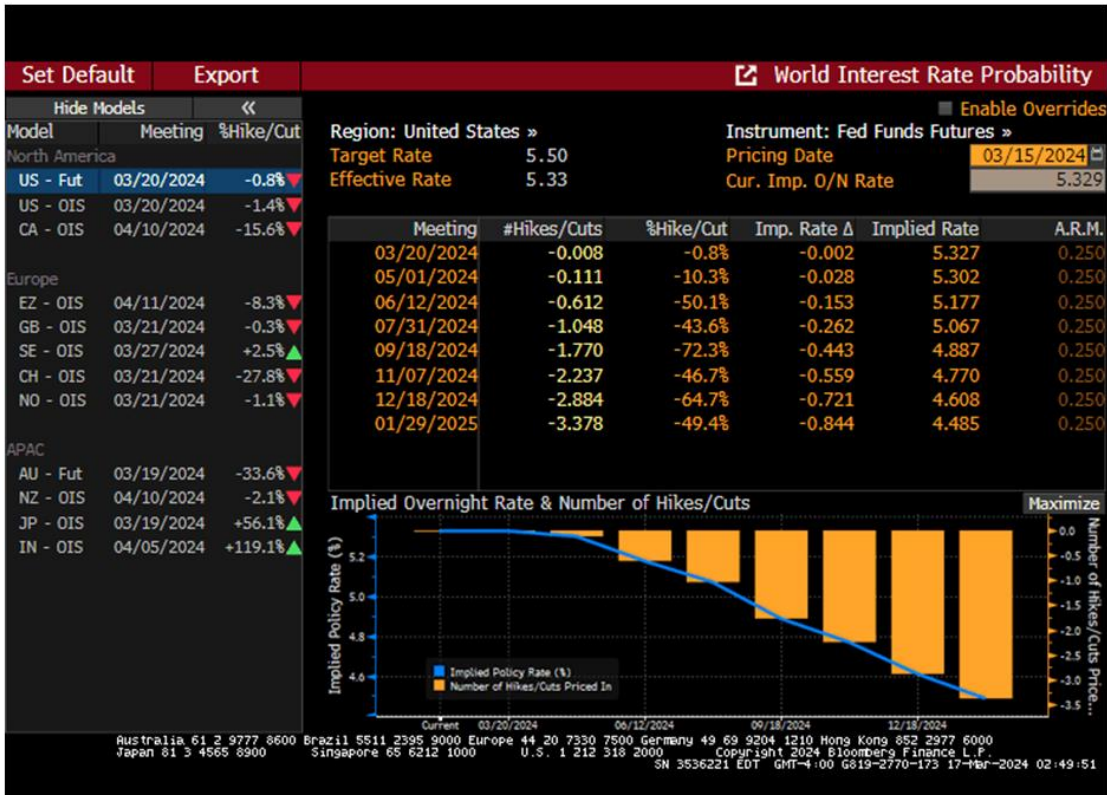 Set Default Export World Interest Rate Probability
Hide Models « Enable Overrides
Model Meeting %Hike/Cut
North America
US - Fut 03/20/2024 -0.8%
US - OIS 03/20/2024 -1.4%
CA - OIS 04/10/2024 -15.6%
Europe
EZ - OIS 04/11/2024 -8.3%
GB - OIS 03/21/2024 -0.3%
SE - OIS 03/27/2024 +2.5%
CH - OIS 03/21/2024 -27.8%
NO - OIS 03/21/2024 -1.1%
APAC
AU - Fut 03/19/2024 -33.6%
NZ - OIS 04/10/2024 -2.1%
JP - OIS 03/19/2024 +56.1%
IN - OIS 04/05/2024 +119.1%
Region: United States » Instrument: Fed Funds Futures »
Target Rate 5.50 Pricing Date 03/15/2024
Effective Rate 5.33 Cur. Imp. O/N Rate 5.329
Meeting #Hikes/Cuts %Hike/Cut Imp. Rate Δ Implied Rate A.R.M.
03/20/2024 -0.008 -0.8% -0.002 5.327 0.250
05/01/2024 -0.111 -10.3% -0.028 5.302 0.250
06/12/2024 -0.612 -50.1% -0.153 5.177 0.250
07/31/2024 -1.048 -43.6% -0.262 5.067 0.250
09/18/2024 -1.770 -72.3% -0.443 4.887 0.250
11/07/2024 -2.237 -46.7% -0.559 4.770 0.250
12/18/2024 -2.884 -64.7% -0.721 4.608 0.250
01/29/2025 -3.378 -49.4% -0.844 4.485 0.250
Implied Overnight Rate & Number of Hikes/Cuts Maximize
Implied Policy Rate (%)
5.2
5.0
4.8
4.6
Implied Policy Rate (%)
Number of Hikes/Cuts Priced In
0.0
-0.5
-1.0
-1.5
-2.0
-2.5
-3.0
-3.5
Number of Hikes/Cuts Price...
Current 03/20/2024 06/12/2024 09/18/2024 12/18/2024
Australia 61 2 9777 8600 Brazil 5511 2395 9000 Europe 44 20 7330 7500 Germany 49 69 9204 1210 Hong Kong 852 2977 6000
Japan 81 3 4565 8900 Singapore 65 6212 1000 U.S. 1 212 318 2000 Copyright 2024 Bloomberg Finance L.P.
SN 3536221 EDT GMT-4:00 G819-2770-173 17-Mar-2024 02:49:51